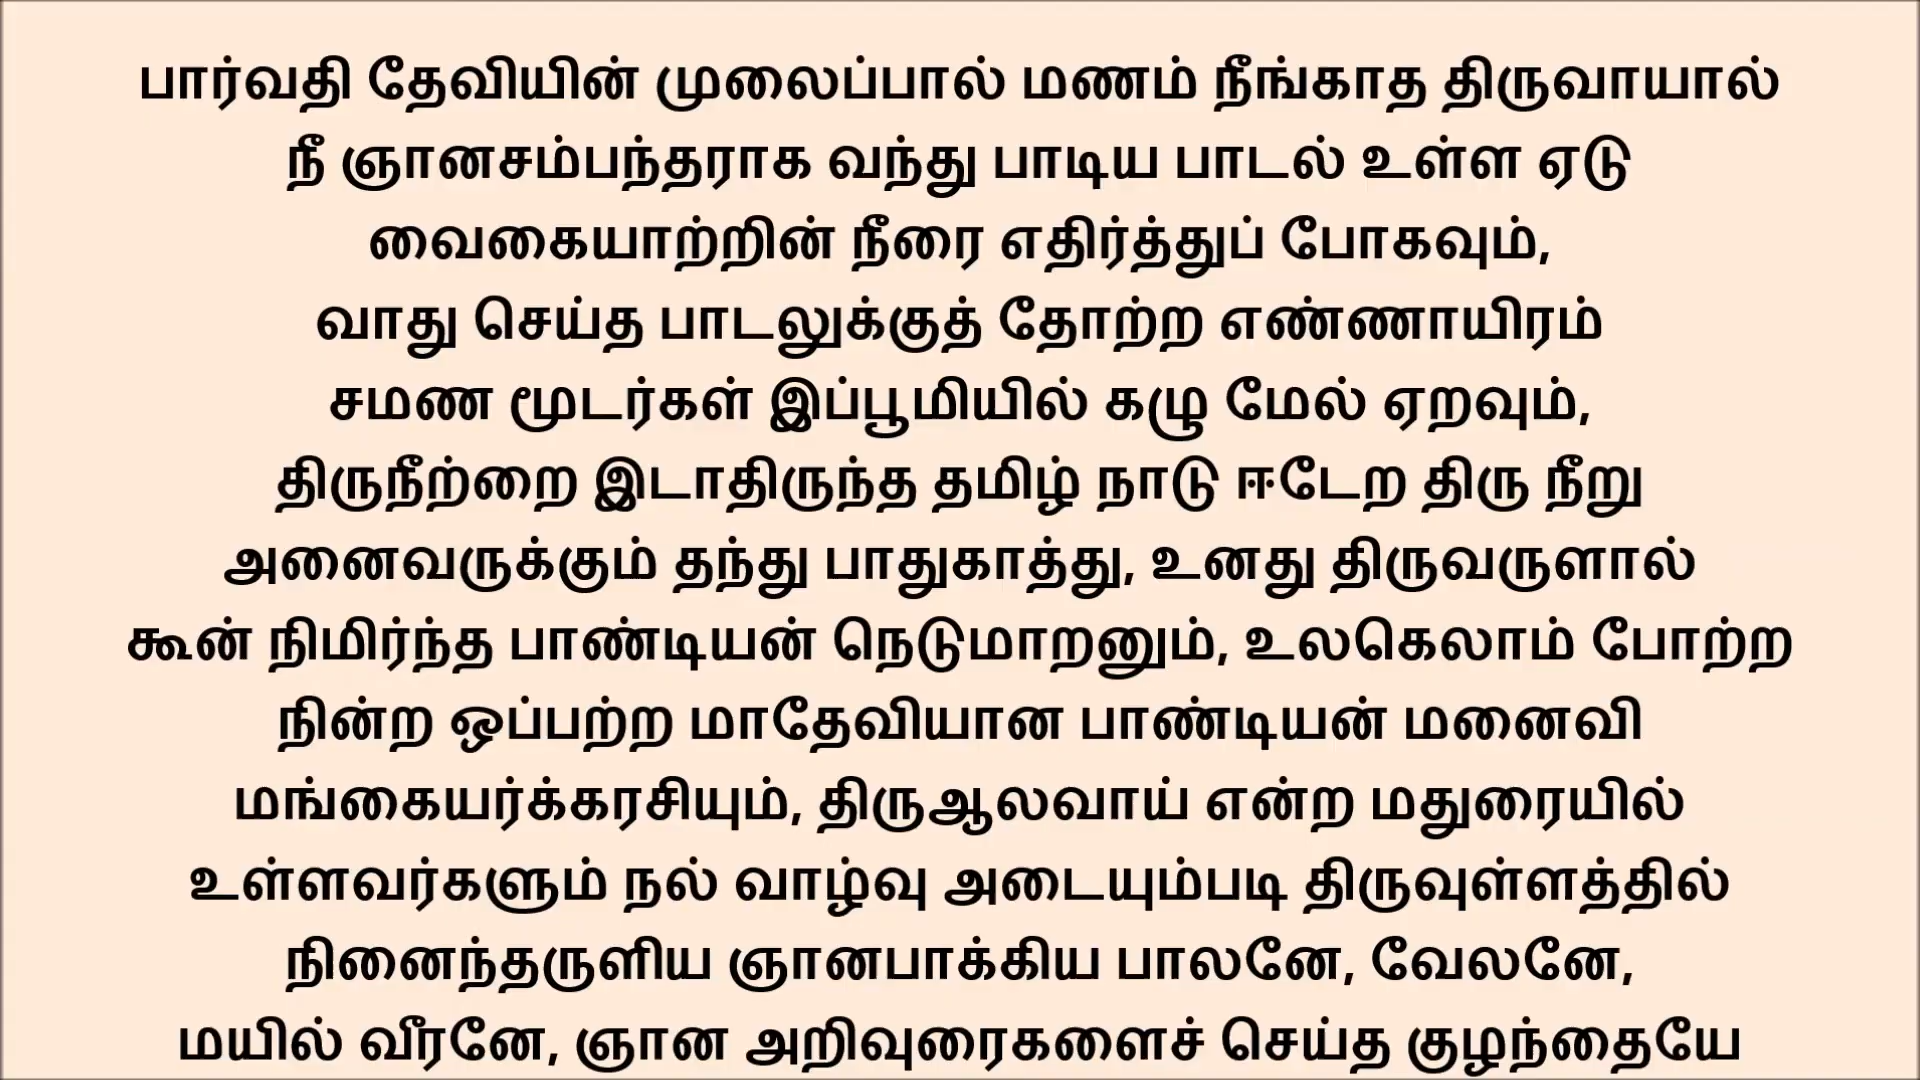 பார்வதி தேவியின் முலைப்பால் மணம் நீங்காத திருவாயால்
நீ ஞானசம்பந்தராக வந்து பாடிய பாடல் உள்ள ஏடு
வைகையாற்றின் நீரை எதிர்த்துப் போகவும்,
வாது செய்த பாடலுக்குத் தோற்ற எண்ணாயிரம்
சமண மூடர்கள் இப்பூமியில் கழு மேல் ஏறவும்,
திருநீற்றை இடாதிருந்த தமிழ் நாடு ஈடேற திரு நீறு
அனைவருக்கும் தந்து பாதுகாத்து, உனது திருவருளால்
கூன் நிமிர்ந்த பாண்டியன் நெடுமாறனும், உலகெலாம் போற்ற
நின்ற ஒப்பற்ற மாதேவியான பாண்டியன் மனைவி
மங்கையர்க்கரசியும், திருஆலவாய் என்ற மதுரையில்
உள்ளவர்களும் நல் வாழ்வு அடையும்படி திருவுள்ளத்தில்
நினைந்தருளிய ஞானபாக்கிய பாலனே, வேலனே,
மயில் வீரனே, ஞான அறிவுரைகளைச் செய்த குழந்தையே